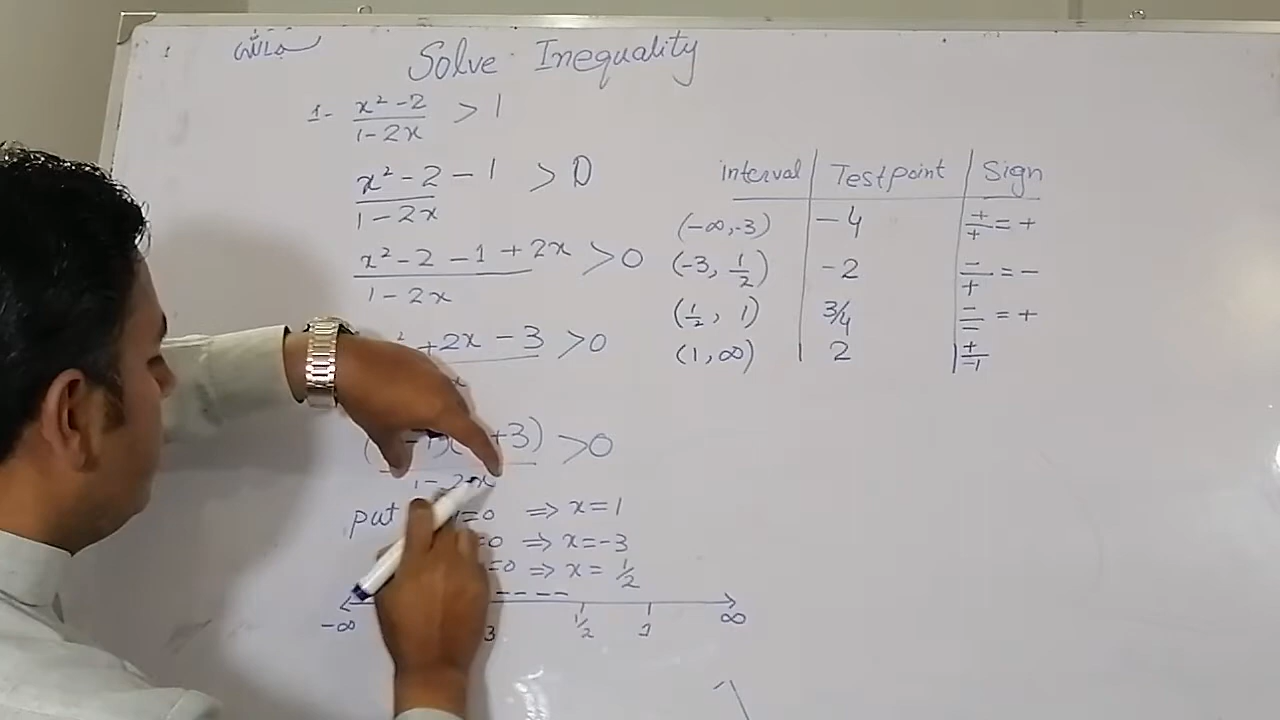 ماشاءالله
Solve Inequality
1- x²-2 / 1-2x > 1
x²-2 / 1-2x - 1 > 0
x²-2-1+2x / 1-2x > 0
² +2x-3 / x > 0
( -1)( +3) / 1-2x > 0
put =0 ⇒ x=1
=0 ⇒ x=-3
=0 ⇒ x= 1/2
- - - -
-∞ 3 1/2 1 ∞
interval | Testpoint | Sign
(-∞,-3) | -4 | +/+ = +
(-3, 1/2) | -2 | -/+ = -
(1/2, 1) | 3/4 | -/- = +
(1,∞) | 2 | +/-1